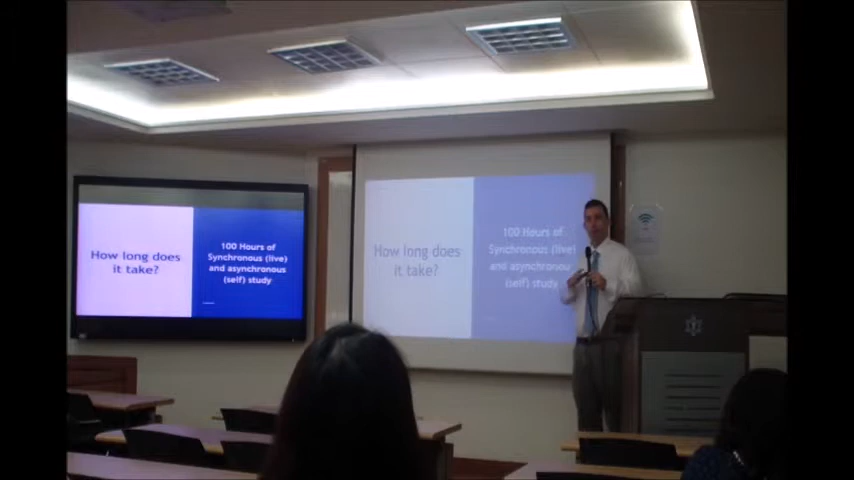 How long does
it take?
100 Hours of
Synchronous (live)
and asynchronous
(self) study
How long does
it take?
100 Hours of
Synchronous (live)
and asynchronou
(self) study